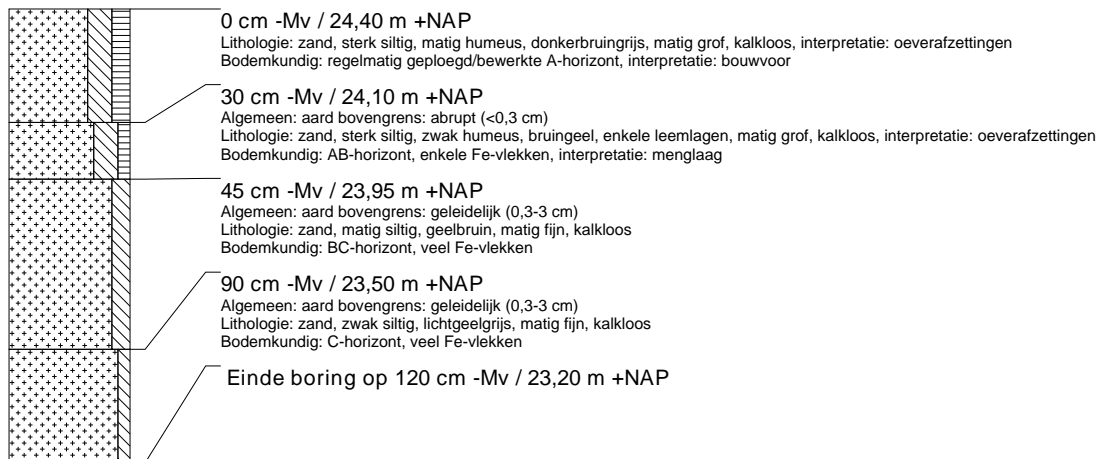 0 cm -Mv / 24,40 m +NAP
Lithologie: zand, sterk siltig, matig humeus, donkerbruingrijs, matig grof, kalkloos, interpretatie: oeverafzettingen
Bodemkundig: regelmatig geploegd/bewerkte A-horizont, interpretatie: bouwvoor
30 cm -Mv / 24,10 m +NAP
Algemeen: aard bovengrens: abrupt (<0,3 cm)
Lithologie: zand, sterk siltig, zwak humeus, bruingeel, enkele leemlagen, matig grof, kalkloos, interpretatie: oeverafzettingen
Bodemkundig: AB-horizont, enkele Fe-vlekken, interpretatie: menglaag
45 cm -Mv / 23,95 m +NAP
Algemeen: aard bovengrens: geleidelijk (0,3-3 cm)
Lithologie: zand, matig siltig, geelbruin, matig fijn, kalkloos
Bodemkundig: BC-horizont, veel Fe-vlekken
90 cm -Mv / 23,50 m +NAP
Algemeen: aard bovengrens: geleidelijk (0,3-3 cm)
Lithologie: zand, zwak siltig, lichtgeelgrijs, matig fijn, kalkloos
Bodemkundig: C-horizont, veel Fe-vlekken
Einde boring op 120 cm -Mv / 23,20 m +NAP